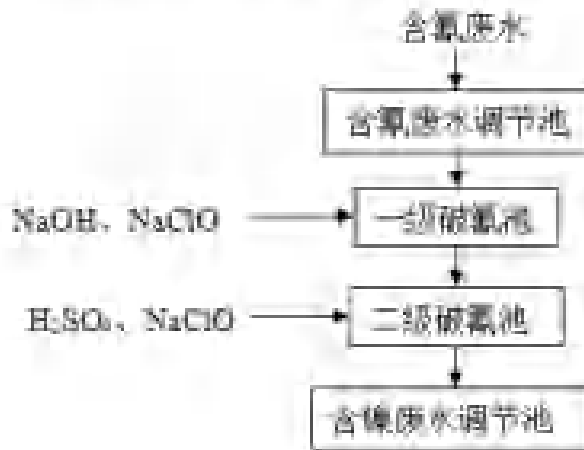 含氰废水
含氰废水调节池
NaOH、NaClO
一级破氰池
H₂SO₄、NaClO
二级破氰池
含镍废水调节池